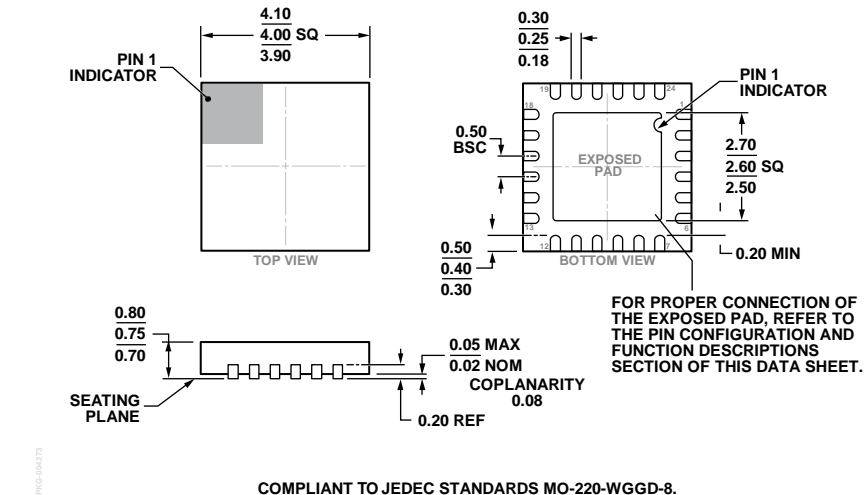 4.10
4.00 SQ
3.90
PIN 1
INDICATOR
TOP VIEW
0.30
0.25
0.18
PIN 1
INDICATOR
19
24
18
1
13
6
12
7
0.50
BSC
EXPOSED
PAD
2.70
2.60 SQ
2.50
0.50
0.40
0.30
BOTTOM VIEW
0.20 MIN
FOR PROPER CONNECTION OF
THE EXPOSED PAD, REFER TO
THE PIN CONFIGURATION AND
FUNCTION DESCRIPTIONS
SECTION OF THIS DATA SHEET.
0.80
0.75
0.70
SEATING
PLANE
0.05 MAX
0.02 NOM
COPLANARITY
0.08
0.20 REF
PKG-004273
COMPLIANT TO JEDEC STANDARDS MO-220-WGGD-8.